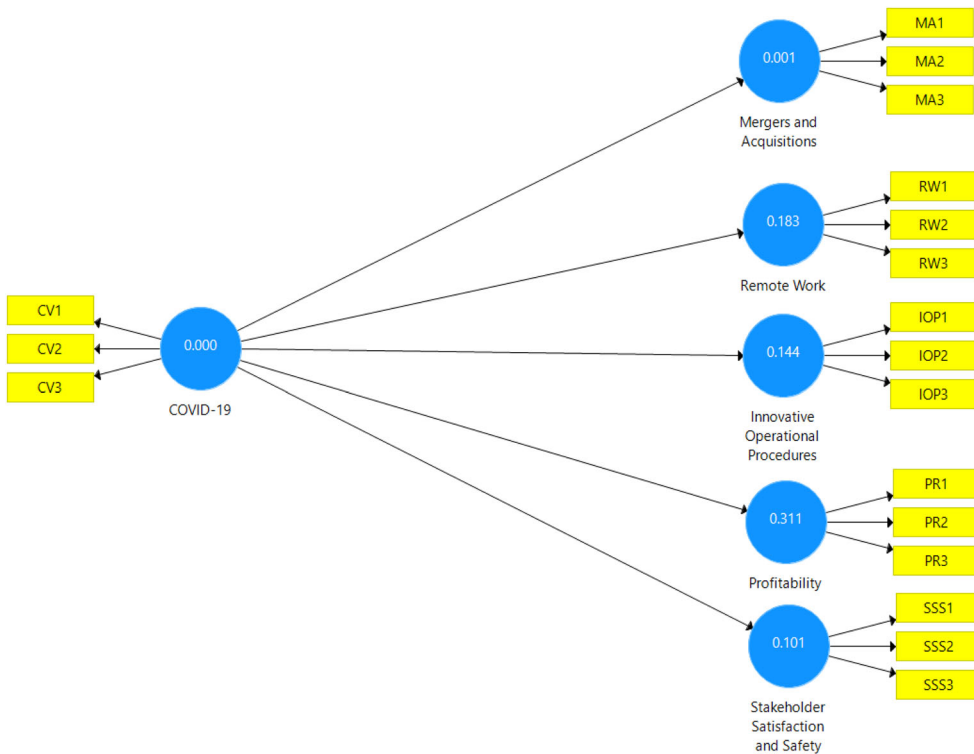 MA1
0.001
MA2
MA3
Mergers and
Acquisitions
RW1
0.183
RW2
RW3
Remote Work
CV1
CV2
CV3
0.000
COVID-19
IOP1
0.144
IOP2
IOP3
Innovative
Operational
Procedures
PR1
0.311
PR2
PR3
Profitability
SSS1
0.101
SSS2
SSS3
Stakeholder
Satisfaction
and Safety